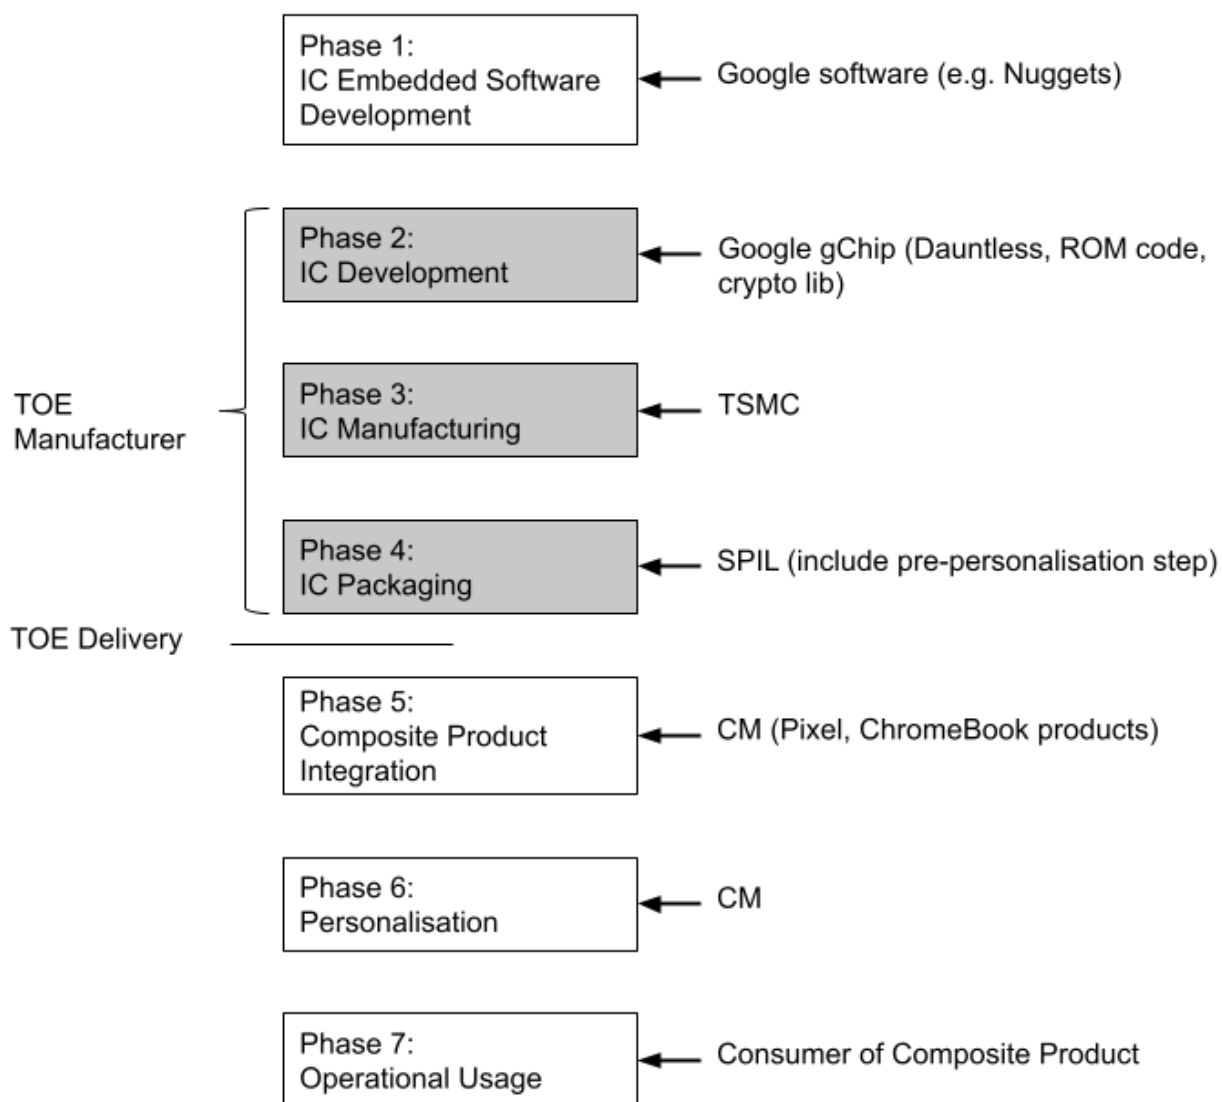 Phase 1:
IC Embedded Software
Development
Google software (e.g. Nuggets)
Phase 2:
IC Development
Google gChip (Dauntless, ROM code,
crypto lib)
TOE
Manufacturer
Phase 3:
IC Manufacturing
TSMC
Phase 4:
IC Packaging
SPIL (include pre-personalisation step)
TOE Delivery
Phase 5:
Composite Product
Integration
CM (Pixel, ChromeBook products)
Phase 6:
Personalisation
CM
Phase 7:
Operational Usage
Consumer of Composite Product